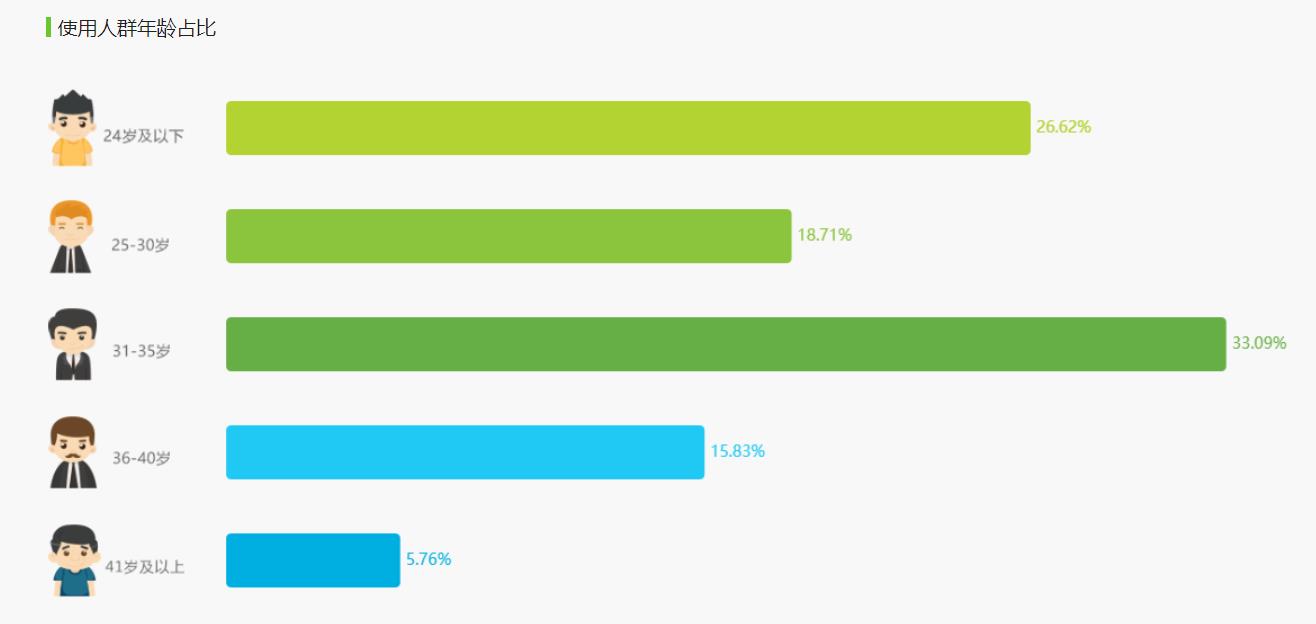 使用人群年龄占比
24岁及以下 26.62%
25-30岁 18.71%
31-35岁 33.09%
36-40岁 15.83%
41岁及以上 5.76%